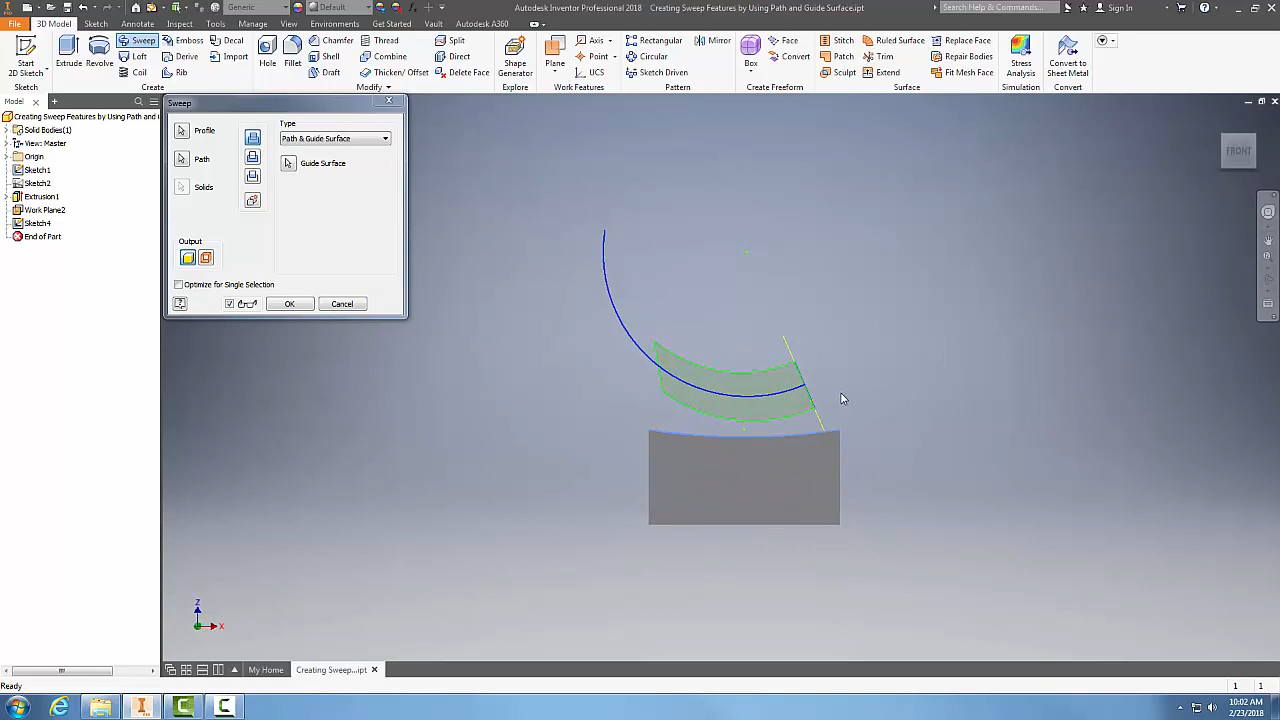 Generic
Default
Autodesk Inventor Professional 2018 Creating Sweep Features by Using Path and Guide Surface.ipt
Search Help & Commands...
Sign In
File
3D Model
Sketch
Annotate
Inspect
Tools
Manage
View
Environments
Get Started
Vault
Autodesk A360
Start
2D Sketch
Extrude
Revolve
Sweep
Loft
Coil
Emboss
Derive
Rib
Decal
Import
Hole
Fillet
Chamfer
Shell
Draft
Thread
Combine
Thicken/ Offset
Split
Direct
Delete Face
Shape
Generator
Plane
Axis
Point
UCS
Rectangular
Circular
Sketch Driven
Mirror
Box
Face
Convert
Stitch
Patch
Sculpt
Ruled Surface
Trim
Extend
Replace Face
Repair Bodies
Fit Mesh Face
Stress
Analysis
Convert to
Sheet Metal
Sketch
Create
Modify
Explore
Work Features
Pattern
Create Freeform
Surface
Simulation
Convert
Model
Creating Sweep Features by Using Path and
Solid Bodies(1)
View: Master
Origin
Sketch1
Sketch2
Extrusion1
Work Plane2
Sketch4
End of Part
Sweep
Profile
Path
Solids
Output
Type
Path & Guide Surface
Guide Surface
Optimize for Single Selection
OK
Cancel
FRONT
Z
X
My Home
Creating Sweep...ipt
Ready
1
1
10:02 AM
2/23/2018